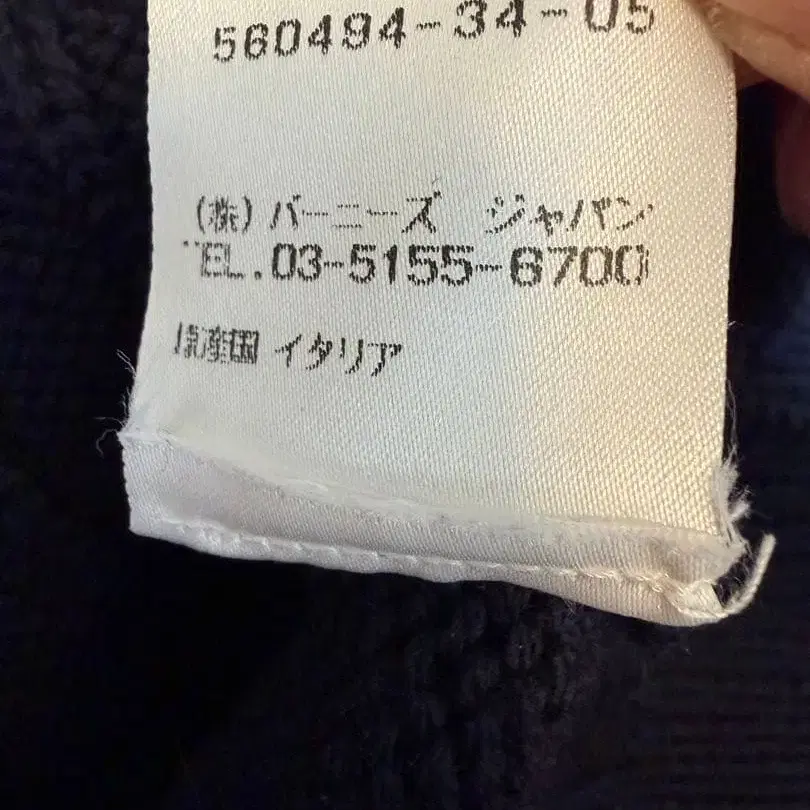 560494-34-05
(株)バーニーズ ジャパン
TEL.03-5155-6700
原産国 イタリア